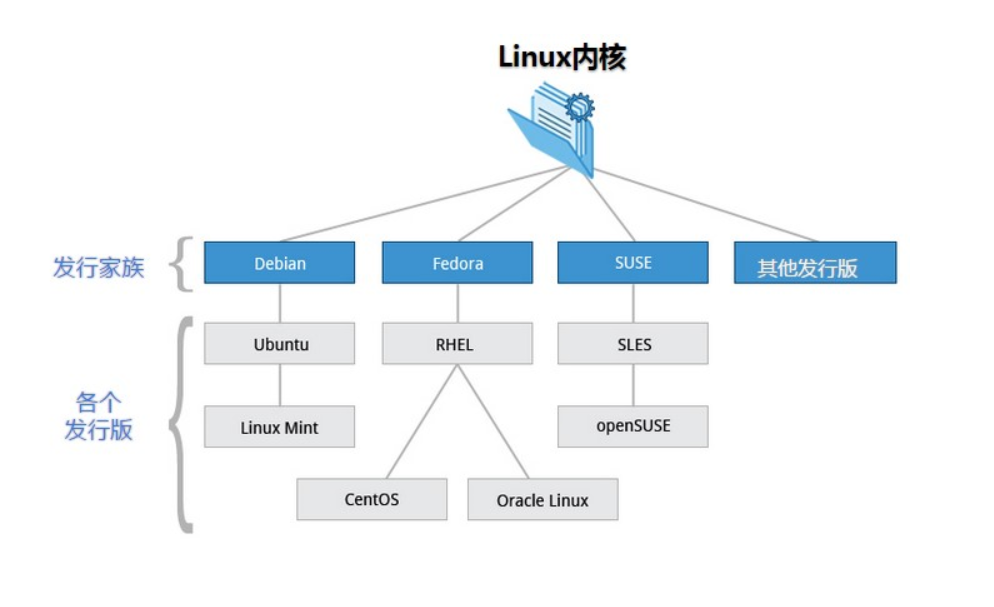 Linux内核
发行家族
Debian
Fedora
SUSE
其他发行版
各个
发行版
Ubuntu
RHEL
SLES
Linux Mint
openSUSE
CentOS
Oracle Linux